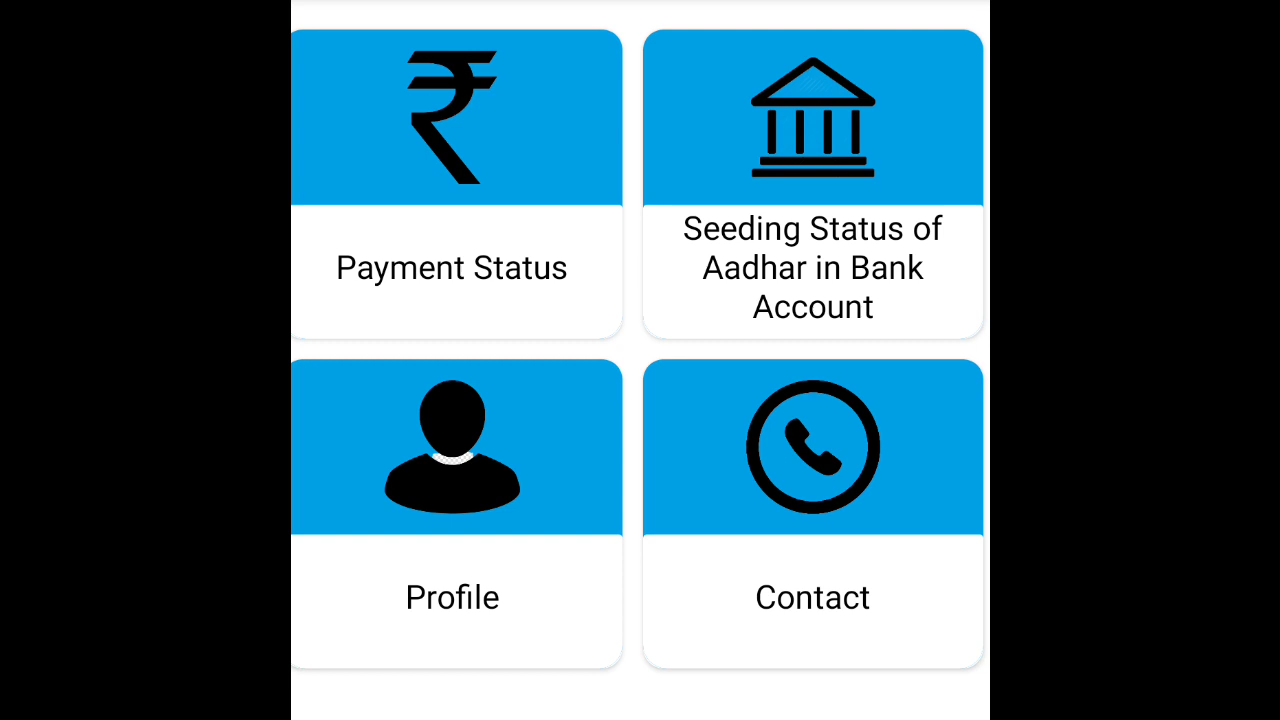 ₹
Payment Status
Seeding Status of
Aadhar in Bank
Account
Profile
Contact